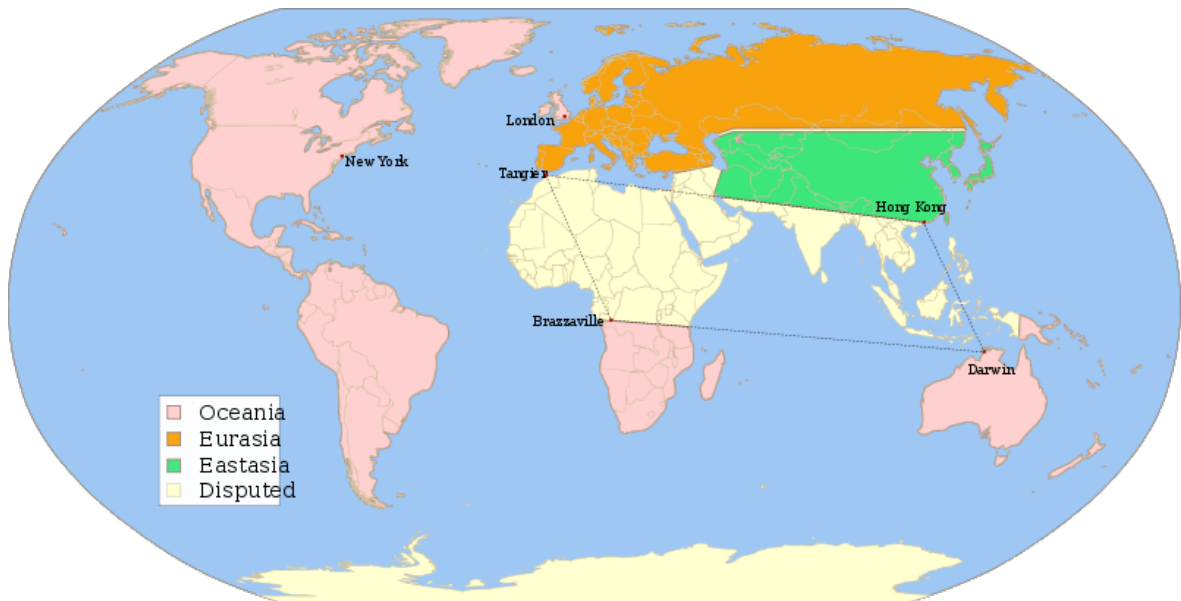 London
New York
Tangier
Hong Kong
Brazzaville
Darwin
Oceania
Eurasia
Eastasia
Disputed